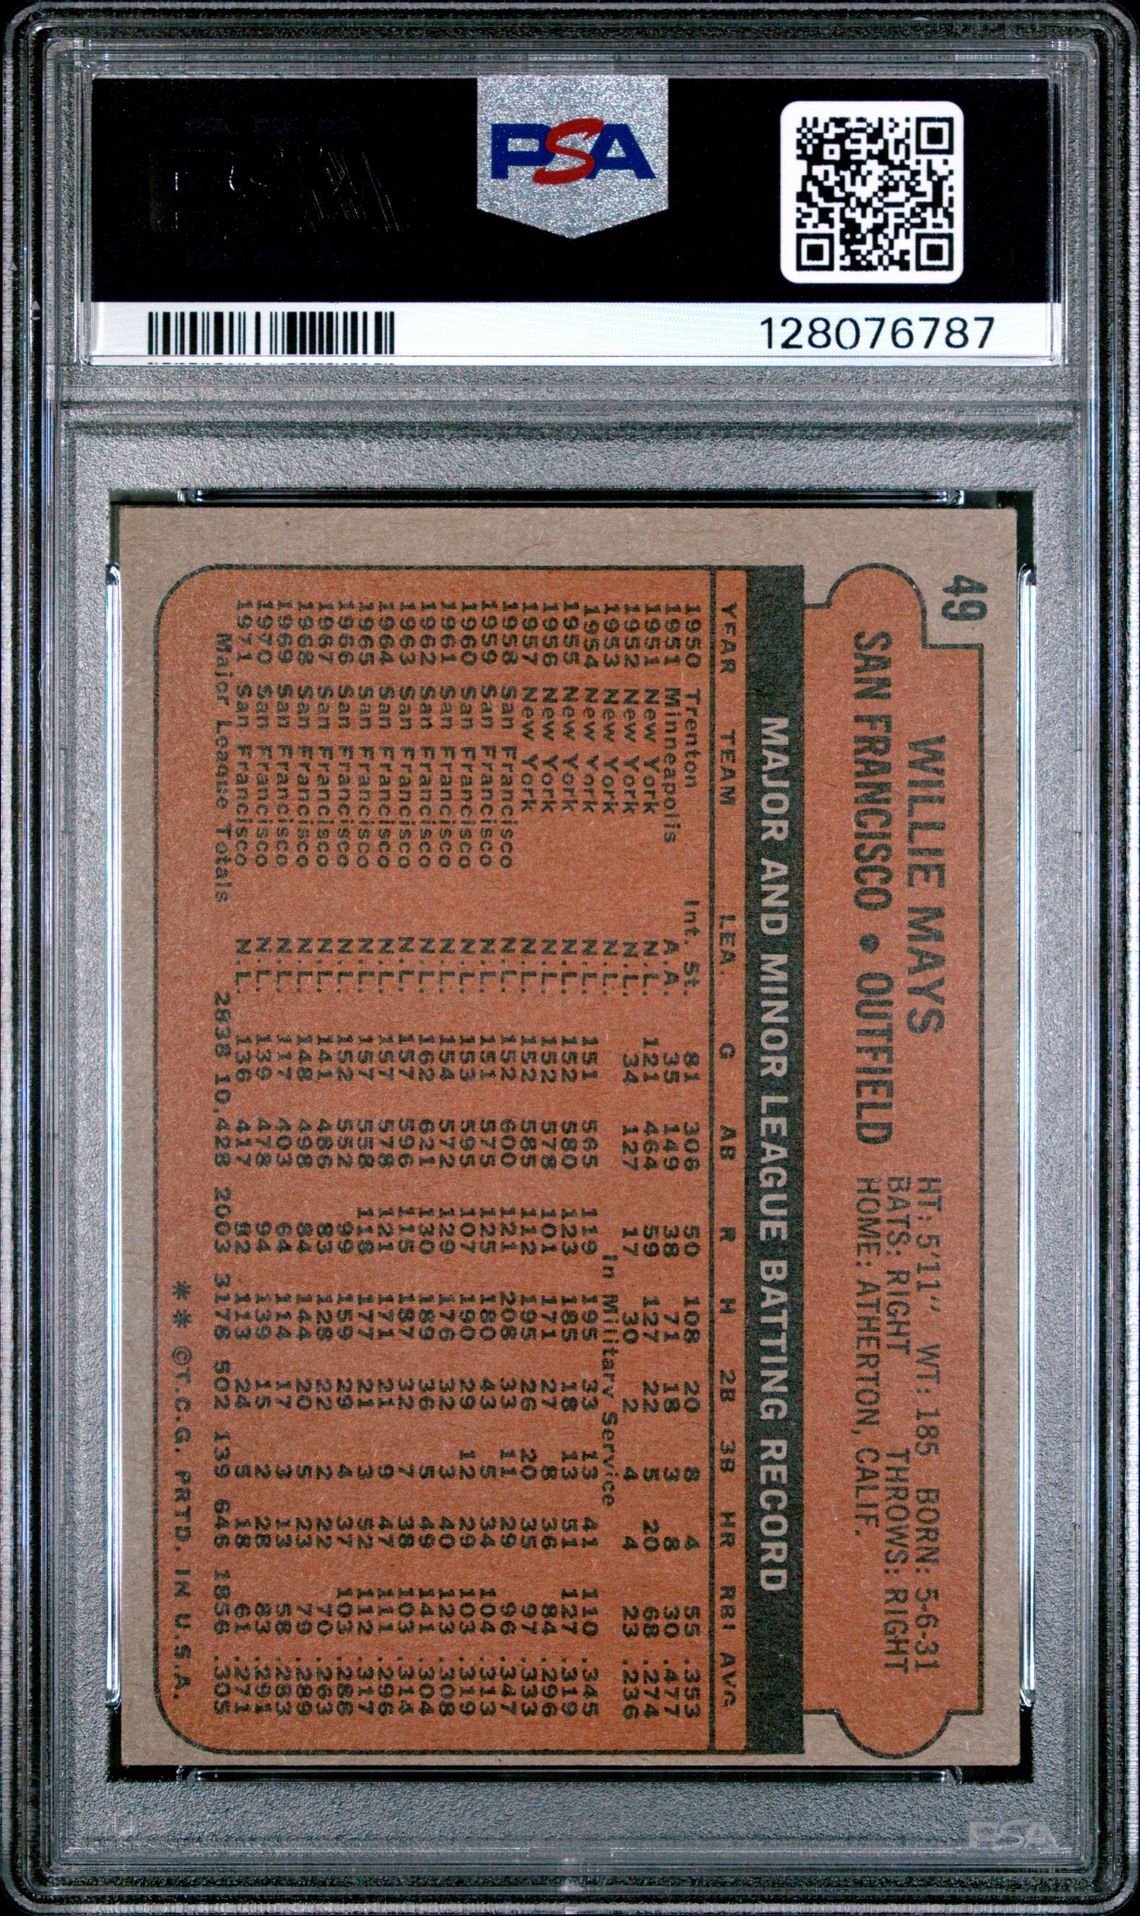 PSA
128076787
49
WILLIE MAYS
SAN FRANCISCO • OUTFIELD
HT: 5'11" WT: 185 BORN: 5-6-31
BATS: RIGHT THROWS: RIGHT
HOME: ATHERTON, CALIF.
MAJOR AND MINOR LEAGUE BATTING RECORD
YEAR TEAM LEA. G AB R H 2B 3B HR RBI AVG.
1950 Trenton Int. St. 81 306 50 108 20 8 4 55 .353
1951 Minneapolis A.A. 35 149 38 71 18 3 8 30 .477
1951 New York N.L. 121 464 59 127 22 5 20 68 .274
1952 New York N.L. 34 127 17 30 2 4 4 23 .236
1953 New York N.L. In Military Service
1954 New York N.L. 151 565 119 195 33 13 41 110 .345
1955 New York N.L. 152 580 123 185 18 13 51 127 .319
1956 New York N.L. 152 578 101 171 27 8 36 84 .296
1957 New York N.L. 152 585 112 195 26 20 35 97 .333
1958 San Francisco N.L. 152 600 121 208 33 11 29 96 .347
1959 San Francisco N.L. 151 575 125 180 43 5 34 104 .313
1960 San Francisco N.L. 153 595 107 190 29 12 29 103 .319
1961 San Francisco N.L. 154 572 129 176 32 3 40 123 .308
1962 San Francisco N.L. 162 621 130 189 36 5 49 141 .304
1963 San Francisco N.L. 157 596 115 187 32 7 38 103 .314
1964 San Francisco N.L. 157 578 121 171 21 9 47 111 .296
1965 San Francisco N.L. 157 558 118 177 21 3 52 112 .317
1966 San Francisco N.L. 152 552 99 159 29 4 37 103 .288
1967 San Francisco N.L. 141 486 83 128 22 2 22 70 .263
1968 San Francisco N.L. 148 498 84 144 20 5 23 79 .289
1969 San Francisco N.L. 117 403 64 114 17 3 13 58 .283
1970 San Francisco N.L. 139 478 94 139 15 2 28 83 .291
1971 San Francisco N.L. 136 417 82 113 24 5 18 61 .271
Major League Totals 2838 10,428 2003 3178 502 139 646 1856 .305
** ©T.C.G. PRTD. IN U.S.A.
PSA